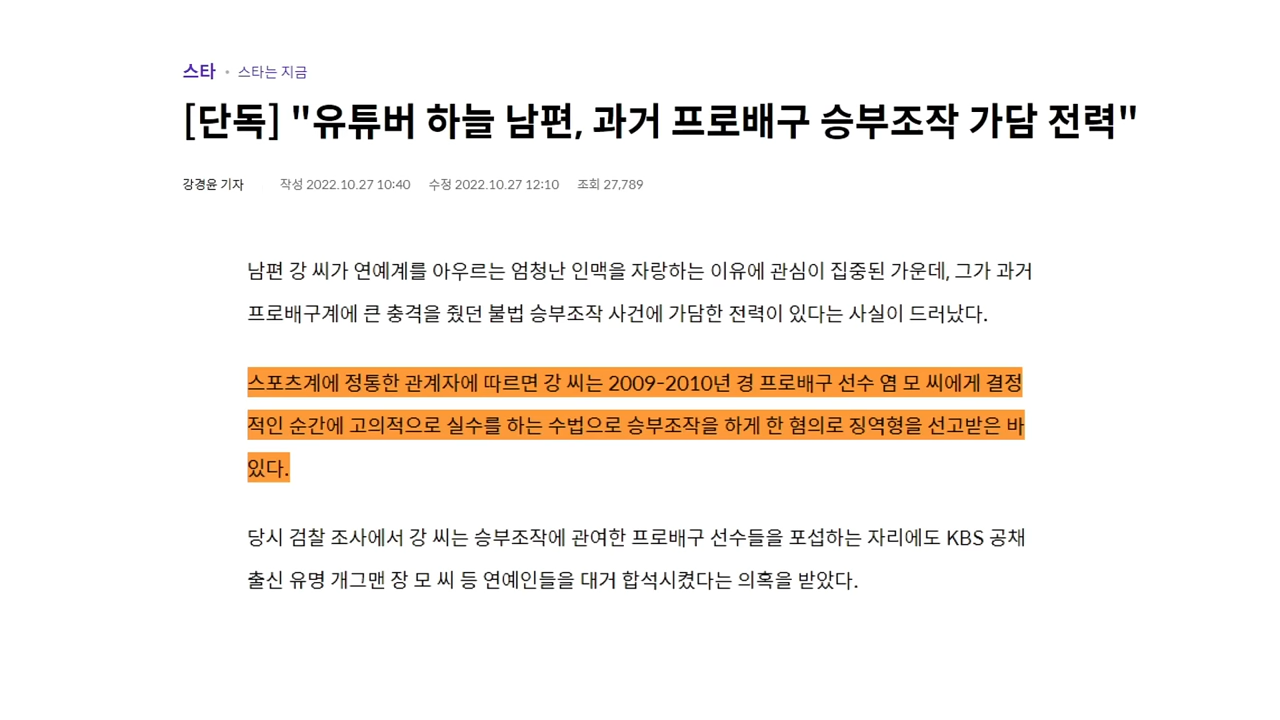 스타 • 스타는 지금
[단독] "유튜버 하늘 남편, 과거 프로배구 승부조작 가담 전력"
강경윤 기자 작성 2022.10.27 10:40 수정 2022.10.27 12:10 조회 27,789
남편 강 씨가 연예계를 아우르는 엄청난 인맥을 자랑하는 이유에 관심이 집중된 가운데, 그가 과거
프로배구계에 큰 충격을 줬던 불법 승부조작 사건에 가담한 전력이 있다는 사실이 드러났다.
스포츠계에 정통한 관계자에 따르면 강 씨는 2009-2010년 경 프로배구 선수 염 모 씨에게 결정
적인 순간에 고의적으로 실수를 하는 수법으로 승부조작을 하게 한 혐의로 징역형을 선고받은 바
있다.
당시 검찰 조사에서 강 씨는 승부조작에 관여한 프로배구 선수들을 포섭하는 자리에도 KBS 공채
출신 유명 개그맨 장 모 씨 등 연예인들을 대거 합석시켰다는 의혹을 받았다.